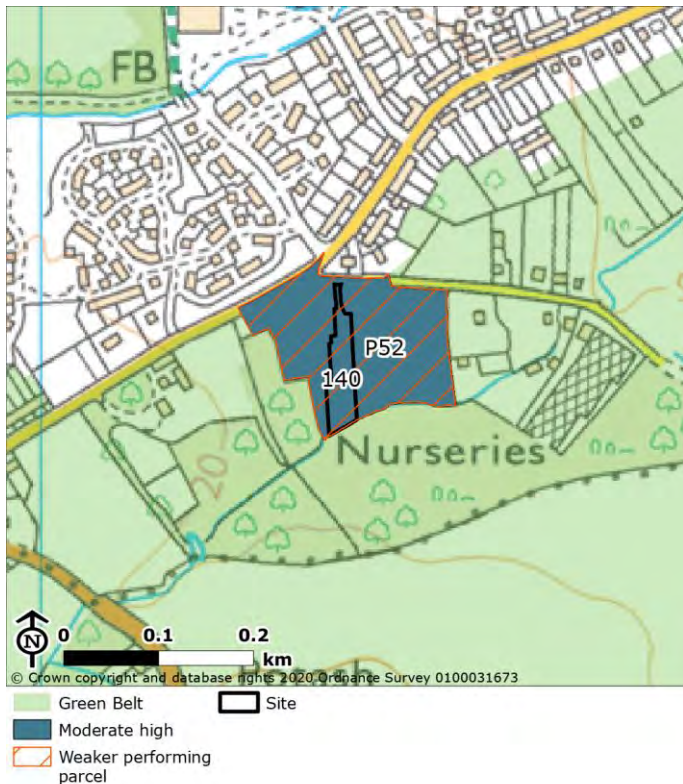 FB
P52
140
Nurseries
20
N
0 0.1 0.2
km
© Crown copyright and database rights 2020 Ordnance Survey 0100031673
Green Belt
Site
Moderate high
Weaker performing
parcel